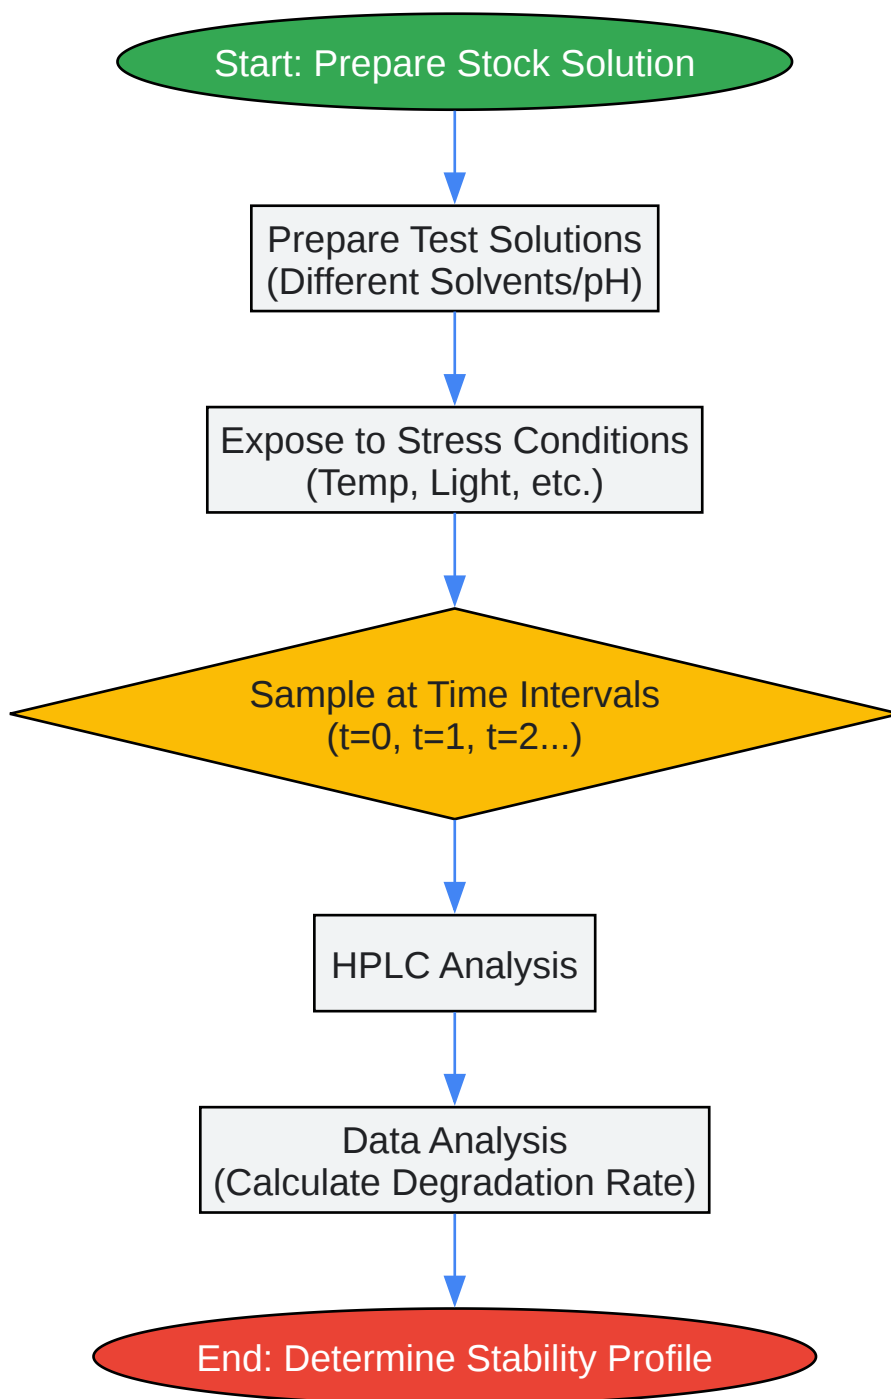 Start: Prepare Stock Solution
Prepare Test Solutions
(Different Solvents/pH)
Expose to Stress Conditions
(Temp, Light, etc.)
Sample at Time Intervals
(t=0, t=1, t=2...)
HPLC Analysis
Data Analysis
(Calculate Degradation Rate)
End: Determine Stability Profile